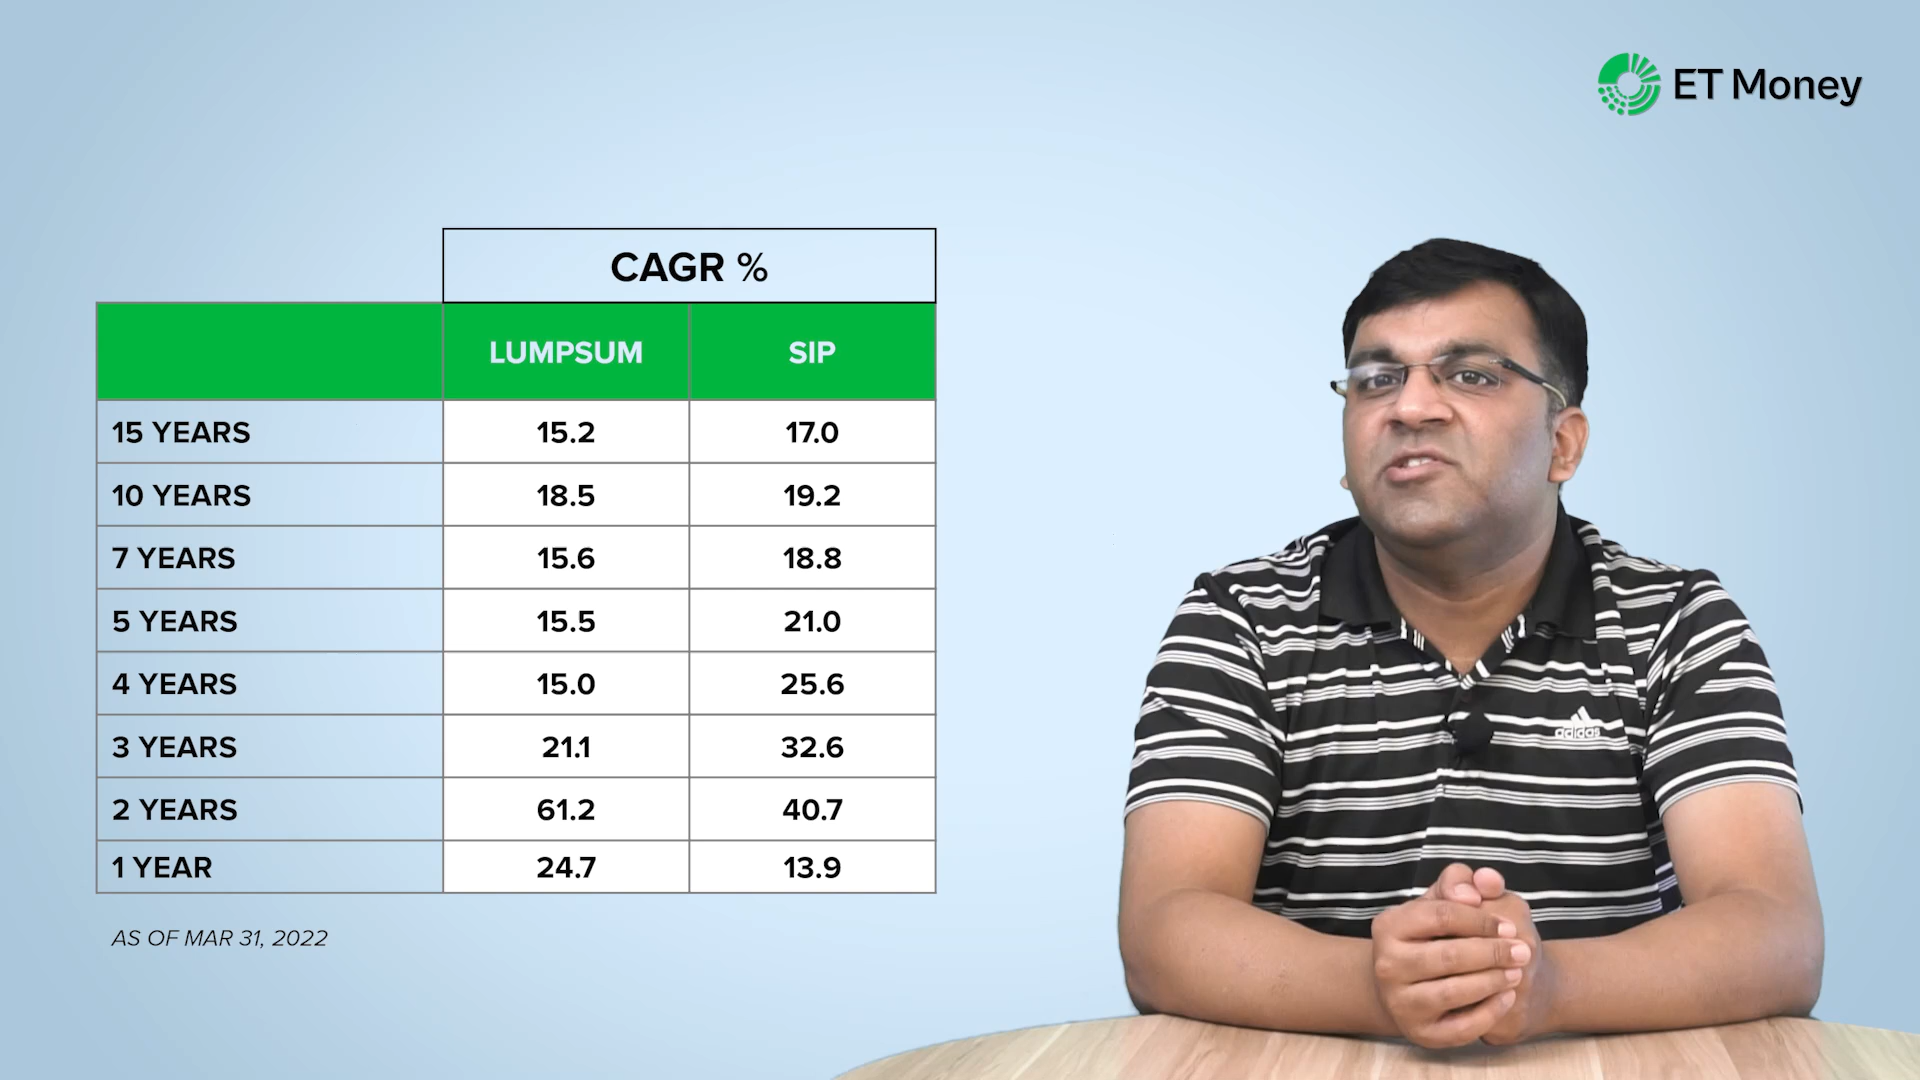 ET Money
CAGR %
LUMPSUM SIP
15 YEARS 15.2 17.0
10 YEARS 18.5 19.2
7 YEARS 15.6 18.8
5 YEARS 15.5 21.0
4 YEARS 15.0 25.6
3 YEARS 21.1 32.6
2 YEARS 61.2 40.7
1 YEAR 24.7 13.9
AS OF MAR 31, 2022
adidas